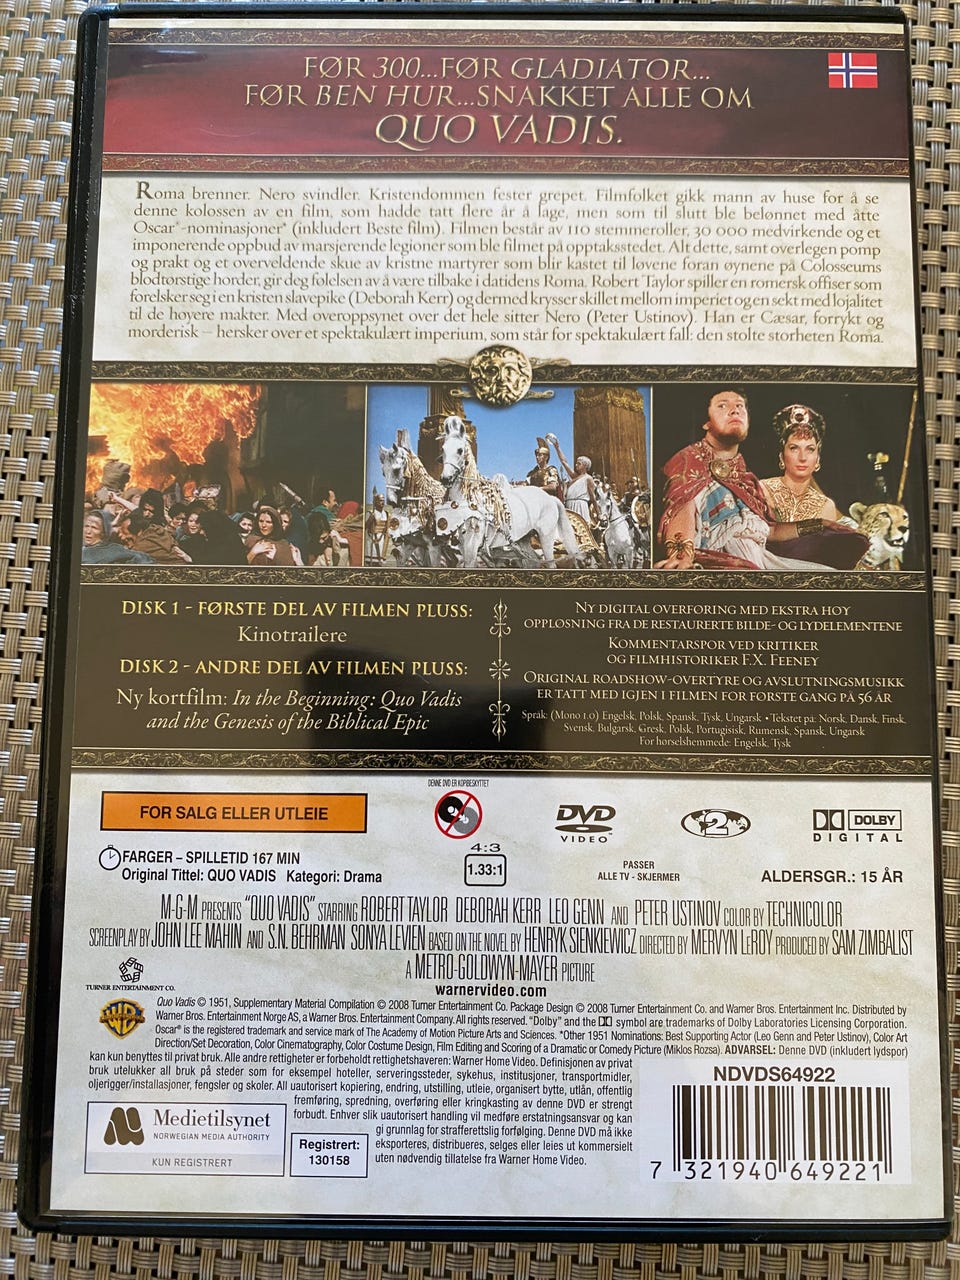 FØR 300...FØR GLADIATOR...
FØR BEN HUR...SNAKKET ALLE OM
QUO VADIS.
Roma brenner. Nero svindler. Kristendommen fester grepet. Filmfolket gikk mann av huse for å se
denne kolossen av en film, som hadde tatt flere år å lage, men som til slutt ble belønnet med åtte
Oscar®-nominasjoner* (inkludert Beste film). Filmen består av 110 stemmeroller, 30 000 medvirkende og et
imponerende oppbud av marsjerende legioner som ble filmet på opptaksstedet. Alt dette, samt overlegen pomp
og prakt og et overveldende skue av kristne martyrer som blir kastet til løvene foran øynene på Colosseums
blodtørstige horder, gir deg følelsen av å være tilbake i datidens Roma. Robert Taylor spiller en romersk offiser som
forelsker seg i en kristen slavepike (Deborah Kerr) og dermed krysser skillet mellom imperiet og en sekt med lojalitet
til de høyere makter. Med overoppsynet over det hele sitter Nero (Peter Ustinov). Han er Cæsar, forrykt og
morderisk – hersker over et spektakulært imperium, som står for spektakulært fall: den stolte storheten Roma.
DISK 1 - FØRSTE DEL AV FILMEN PLUSS:
Kinotrailere
DISK 2 - ANDRE DEL AV FILMEN PLUSS:
Ny kortfilm: In the Beginning: Quo Vadis
and the Genesis of the Biblical Epic
NY DIGITAL OVERFØRING MED EKSTRA HØY
OPPLØSNING FRA DE RESTAURERTE BILDE- OG LYDELEMENTENE
KOMMENTARSPOR VED KRITIKER
OG FILMHISTORIKER F.X. FEENEY
ORIGINAL ROADSHOW-OVERTYRE OG AVSLUTNINGSMUSIKK
ER TATT MED IGJEN I FILMEN FOR FØRSTE GANG PÅ 56 ÅR
Språk: (Mono 1.0) Engelsk, Polsk, Spansk, Tysk, Ungarsk • Tekstet på: Norsk, Dansk, Finsk,
Svensk, Bulgarsk, Gresk, Polsk, Portugisisk, Rumensk, Spansk, Ungarsk
For hørselshemmede: Engelsk, Tysk
DENNE DVD ER KOPIBESKYTTET
FOR SALG ELLER UTLEIE
DVD
VIDEO™
2
DOLBY
DIGITAL
4:3
1.33:1
FARGER – SPILLETID 167 MIN
Original Tittel: QUO VADIS Kategori: Drama
PASSER
ALLE TV - SKJERMER
ALDERSGR.: 15 ÅR
M-G-M PRESENTS "QUO VADIS" STARRING ROBERT TAYLOR DEBORAH KERR LEO GENN AND PETER USTINOV COLOR BY TECHNICOLOR
SCREENPLAY BY JOHN LEE MAHIN AND S.N. BEHRMAN SONYA LEVIEN BASED ON THE NOVEL BY HENRYK SIENKIEWICZ DIRECTED BY MERVYN LeROY PRODUCED BY SAM ZIMBALIST
A METRO-GOLDWYN-MAYER PICTURE
TURNER ENTERTAINMENT CO.
warnervideo.com
WB
Quo Vadis © 1951, Supplementary Material Compilation © 2008 Turner Entertainment Co. Package Design © 2008 Turner Entertainment Co. and Warner Bros. Entertainment Inc. Distributed by
Warner Bros. Entertainment Norge AS, a Warner Bros. Entertainment Company. All rights reserved. "Dolby" and the DD symbol are trademarks of Dolby Laboratories Licensing Corporation.
Oscar® is the registered trademark and service mark of The Academy of Motion Picture Arts and Sciences. *Other 1951 Nominations: Best Supporting Actor (Leo Genn and Peter Ustinov), Color Art
Direction/Set Decoration, Color Cinematography, Color Costume Design, Film Editing and Scoring of a Dramatic or Comedy Picture (Miklos Rozsa). ADVARSEL: Denne DVD (inkludert lydspor)
kan kun benyttes til privat bruk. Alle andre rettigheter er forbeholdt rettighetshaveren: Warner Home Video. Definisjonen av privat
bruk utelukker all bruk på steder som for eksempel hoteller, serveringssteder, sykehus, institusjoner, transportmidler,
oljerigger/installasjoner, fengsler og skoler. All uautorisert kopiering, endring, utstilling, utleie, organisert bytte, utlån, offentlig
fremføring, spredning, overføring eller kringkasting av denne DVD er strengt
forbudt. Enhver slik uautorisert handling vil medføre erstatningsansvar og kan
gi grunnlag for strafferettslig forfølging. Denne DVD må ikke
eksporteres, distribueres, selges eller leies ut kommersielt
uten nødvendig tillatelse fra Warner Home Video.
Medietilsynet
NORWEGIAN MEDIA AUTHORITY
KUN REGISTRERT
Registrert:
130158
NDVDS64922
7 321940 649221